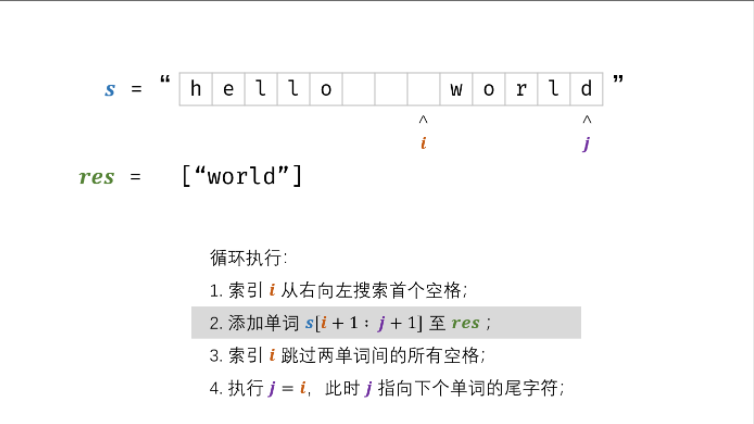 s = “ h e l l o w o r l d ”
^ ^
i j
res = [“world”]
循环执行:
1. 索引 i 从右向左搜索首个空格;
2. 添加单词 s[i + 1 : j + 1] 至 res ;
3. 索引 i 跳过两单词间的所有空格;
4. 执行 j = i, 此时 j 指向下个单词的尾字符;